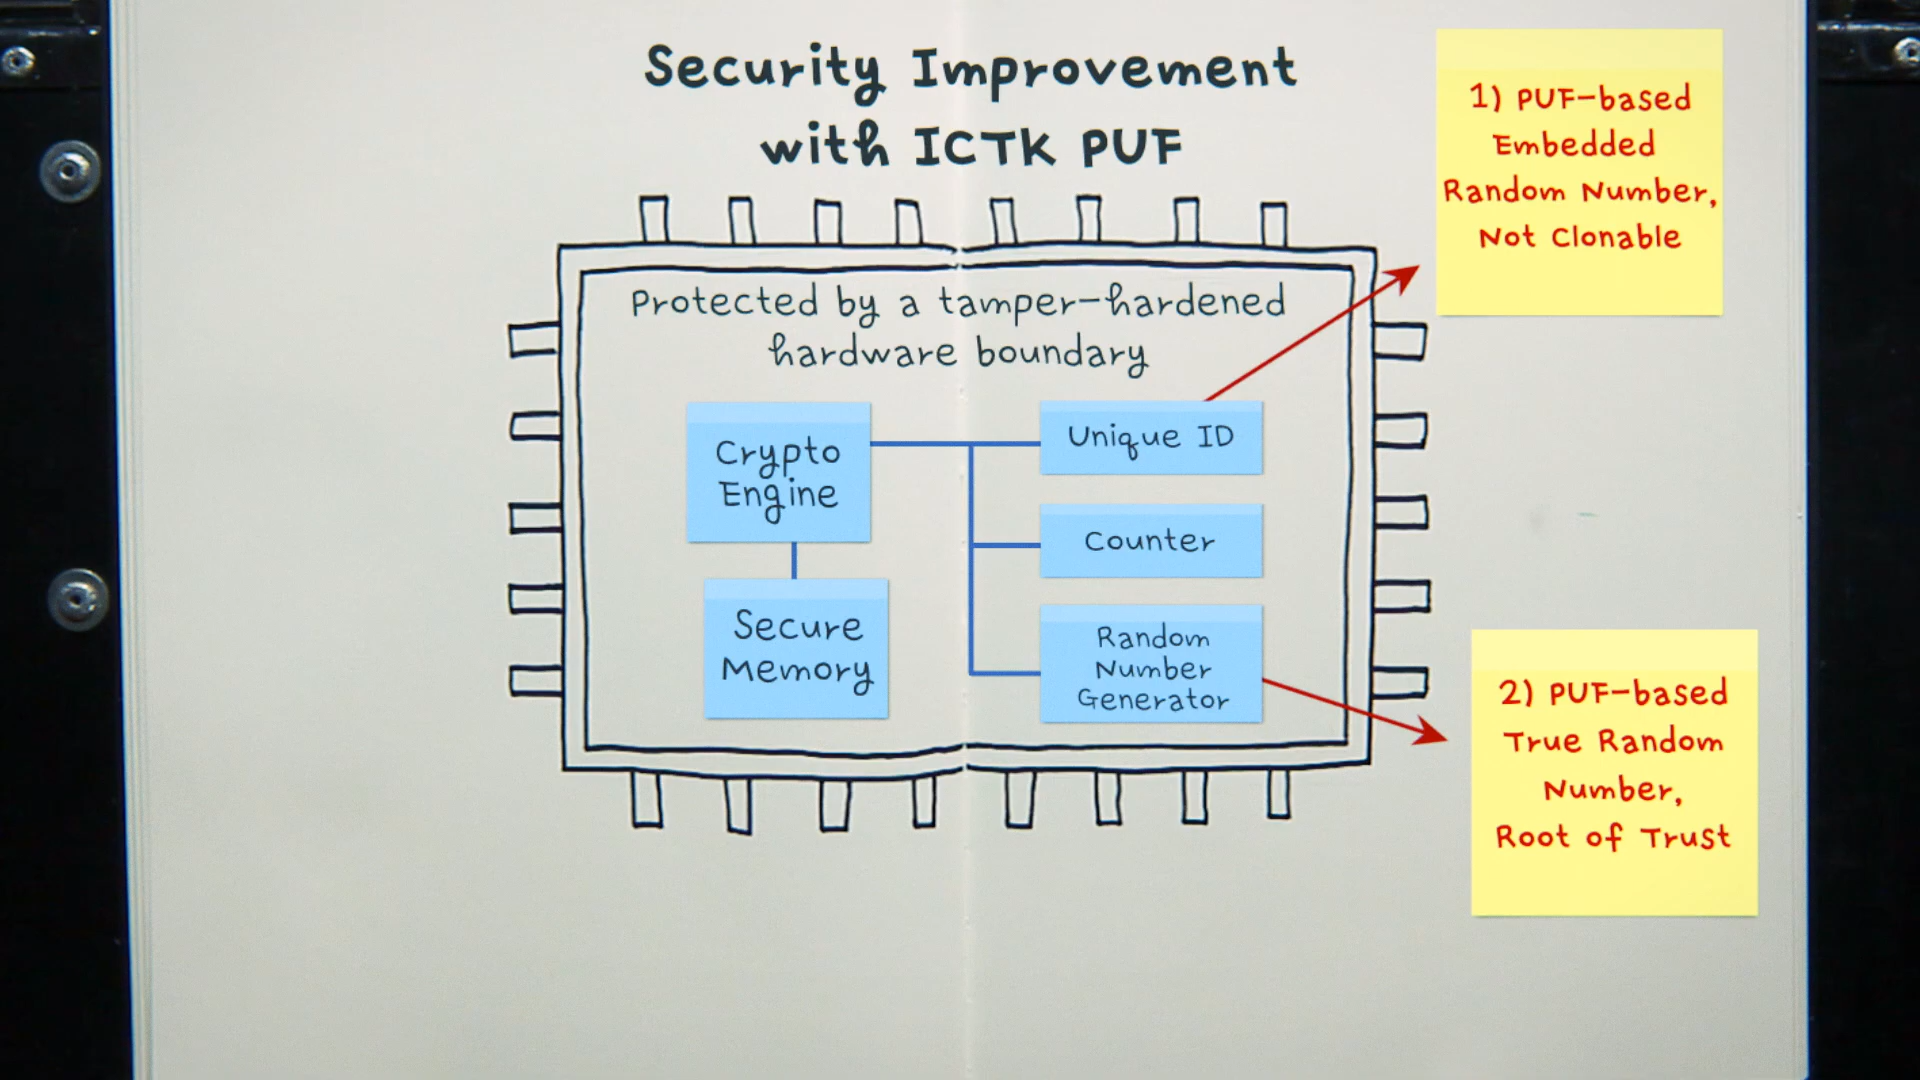 Security Improvement
with ICTK PUF
1) PUF-based
Embedded
Random Number,
Not Clonable
Protected by a tamper-hardened
hardware boundary
Crypto
Engine
Unique ID
Counter
Secure
Memory
Random
Number
Generator
2) PUF-based
True Random
Number,
Root of Trust